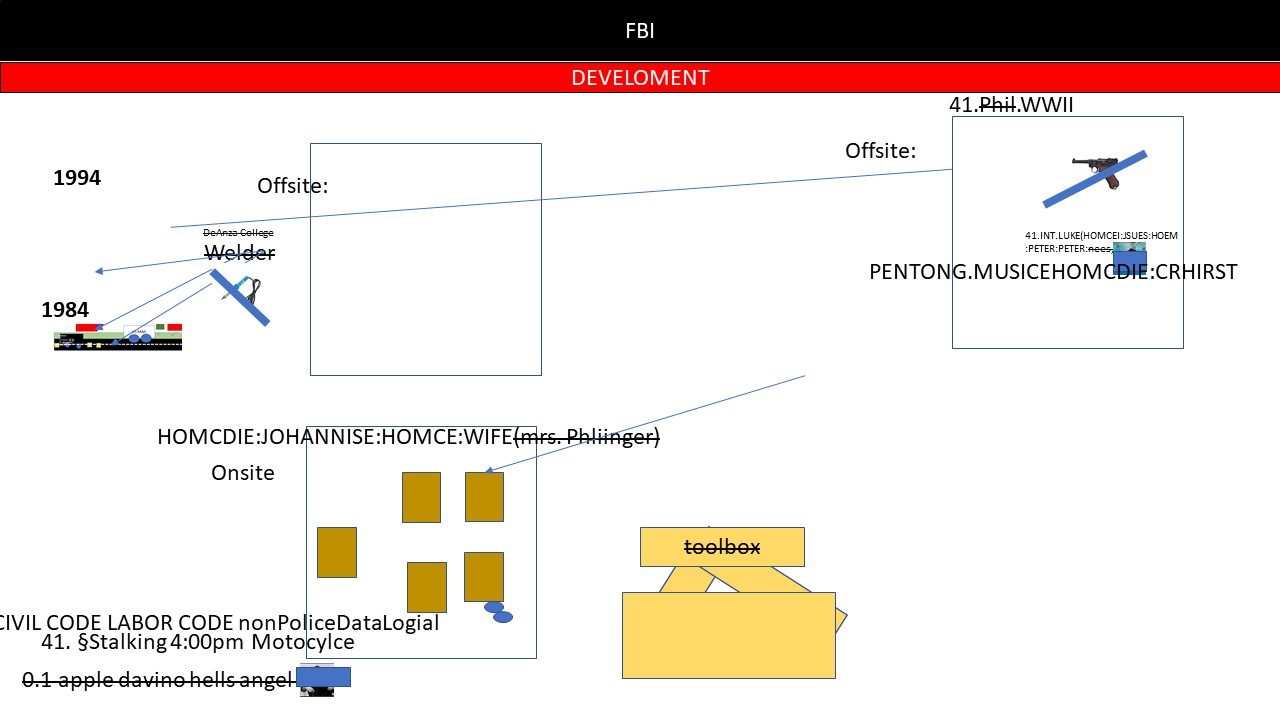 FBI
DEVELOMENT
41.Phil.WWII
Offsite:
1994
Offsite:
DeAnza College
Welder
41.INT.LUKE(HOMCEI:JSUES:HOEM
:PETER:PETER:nees,
PENTONG.MUSICEHOMCDIE:CRHIRST
1984
HOMCDIE:JOHANNISE:HOMCE:WIFE(mrs. Phliinger)
Onsite
toolbox
CIVIL CODE LABOR CODE nonPoliceDataLogial
41. §Stalking 4:00pm Motocylce
0.1 apple davino hells angel